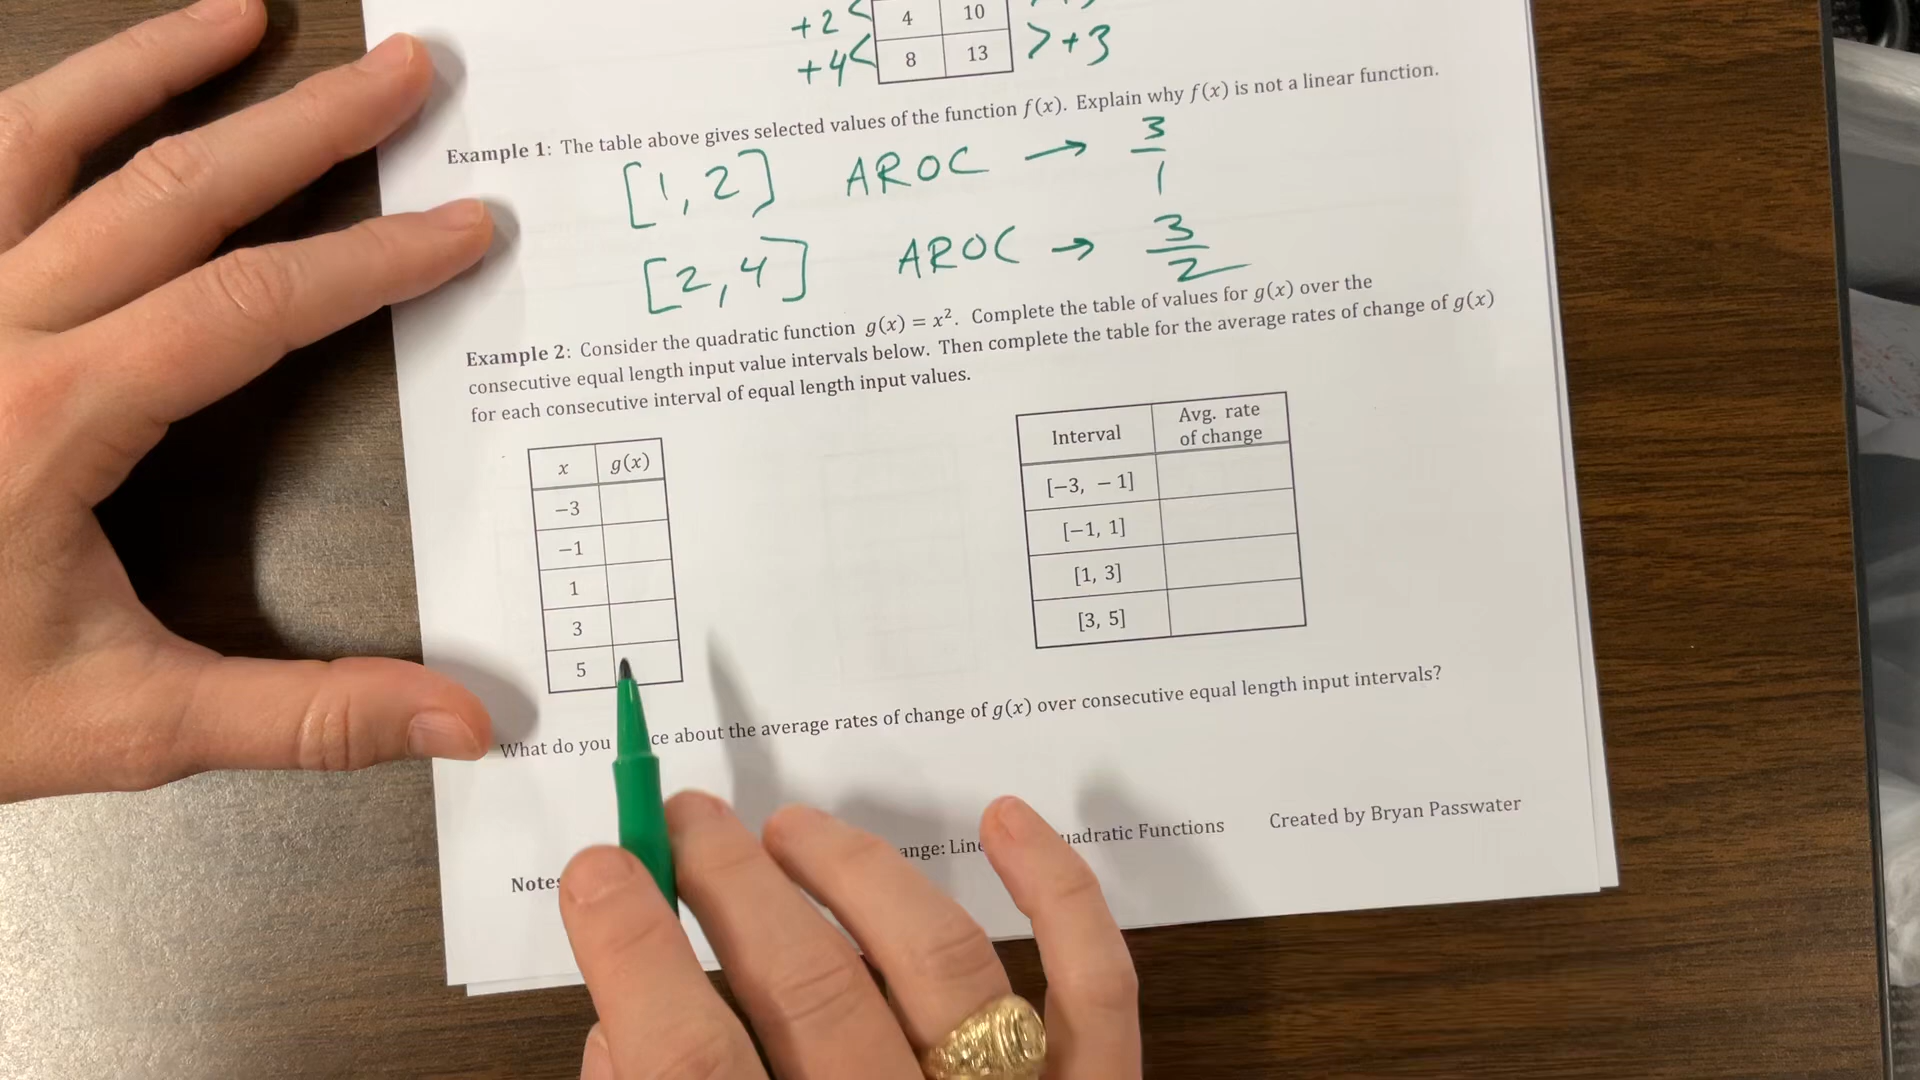 +2 < 4 10
+4 < 8 13 > +3
Example 1: The table above gives selected values of the function f(x). Explain why f(x) is not a linear function.
[1, 2] AROC → 3/1
[2, 4] AROC → 3/2
Example 2: Consider the quadratic function g(x) = x². Complete the table of values for g(x) over the
consecutive equal length input value intervals below. Then complete the table for the average rates of change of g(x)
for each consecutive interval of equal length input values.
x g(x)
−3
−1
1
3
5
Interval Avg. rate of change
[−3, −1]
[−1, 1]
[1, 3]
[3, 5]
What do you ce about the average rates of change of g(x) over consecutive equal length input intervals?
ange: Line uadratic Functions Created by Bryan Passwater
Note